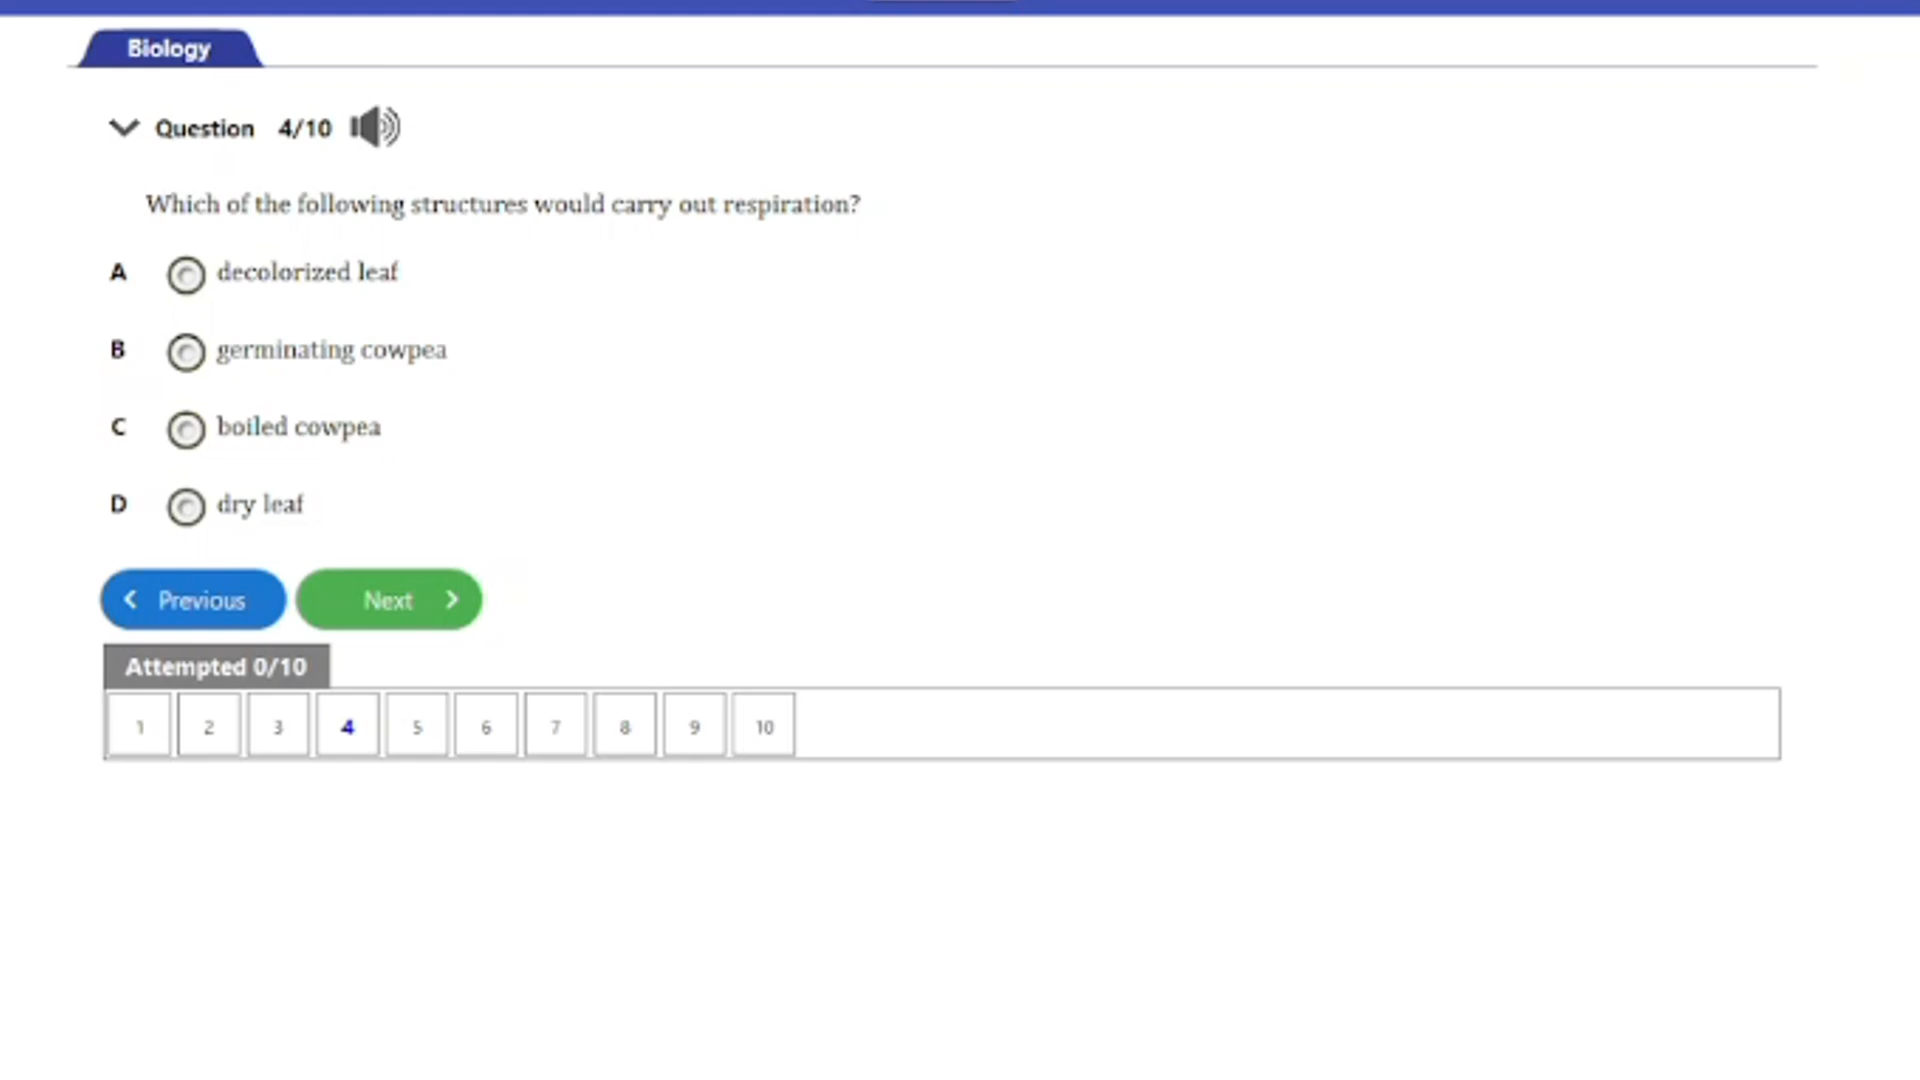 Biology
Question 4/10
Which of the following structures would carry out respiration?
A decolorized leaf
B germinating cowpea
C boiled cowpea
D dry leaf
Previous Next
Attempted 0/10
1 2 3 4 5 6 7 8 9 10